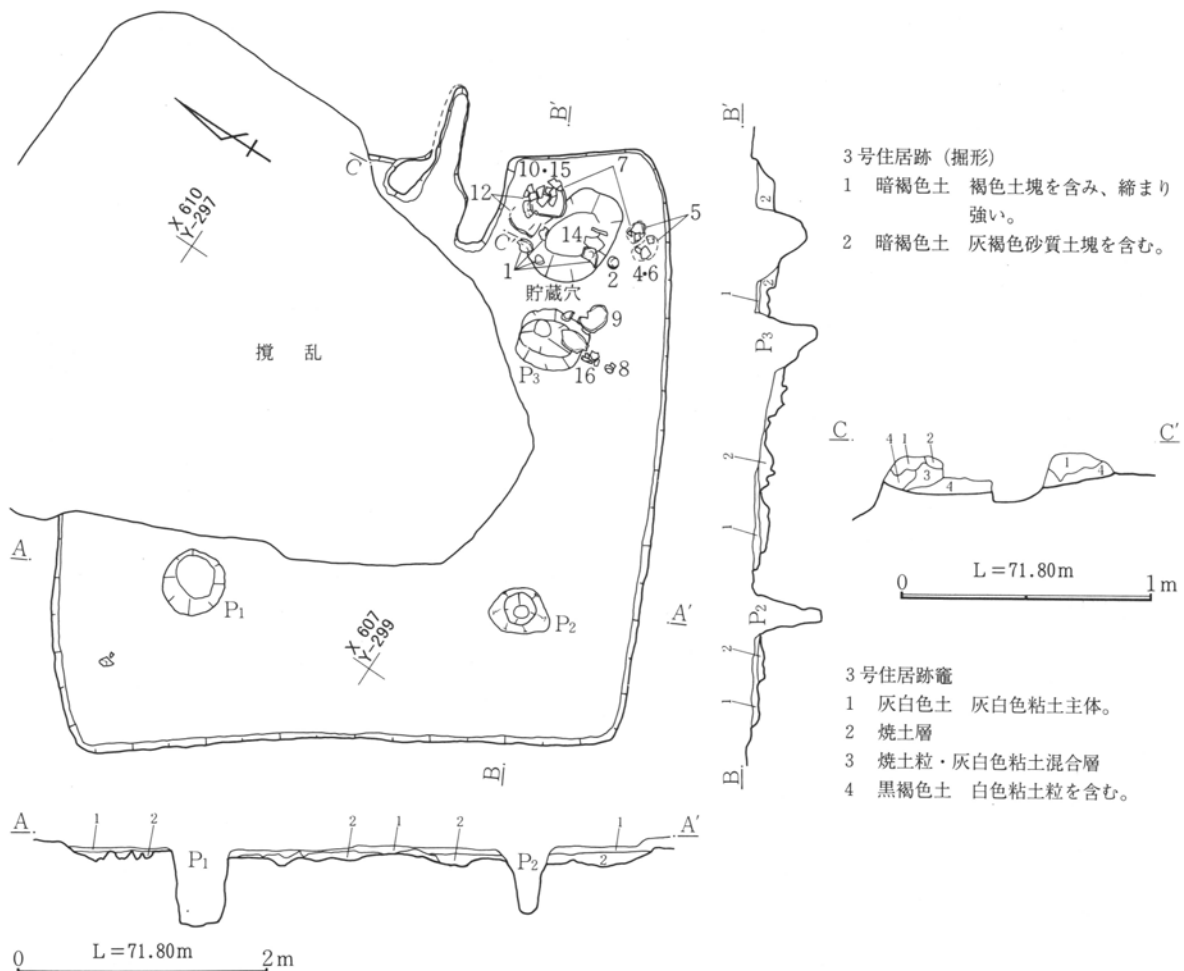 B'
C
10・15
7
12
5
C'
14
1
2
4・6
貯蔵穴
9
P3
16
8
X 610
Y-297
攪乱
A
P1
P2
A'
X 607
Y-299
B
B'
2
2
1
P3
2
1
P2
2
1
B
3号住居跡（掘形）
1 暗褐色土 褐色土塊を含み、締まり
強い。
2 暗褐色土 灰褐色砂質土塊を含む。
C
C'
4 1 2
3
4
1
4
L=71.80m
0 1m
3号住居跡竈
1 灰白色土 灰白色粘土主体。
2 焼土層
3 焼土粒・灰白色粘土混合層
4 黒褐色土 白色粘土粒を含む。
A
A'
1 2 2 1 2 1
P1
P2
2
L=71.80m
0 2m